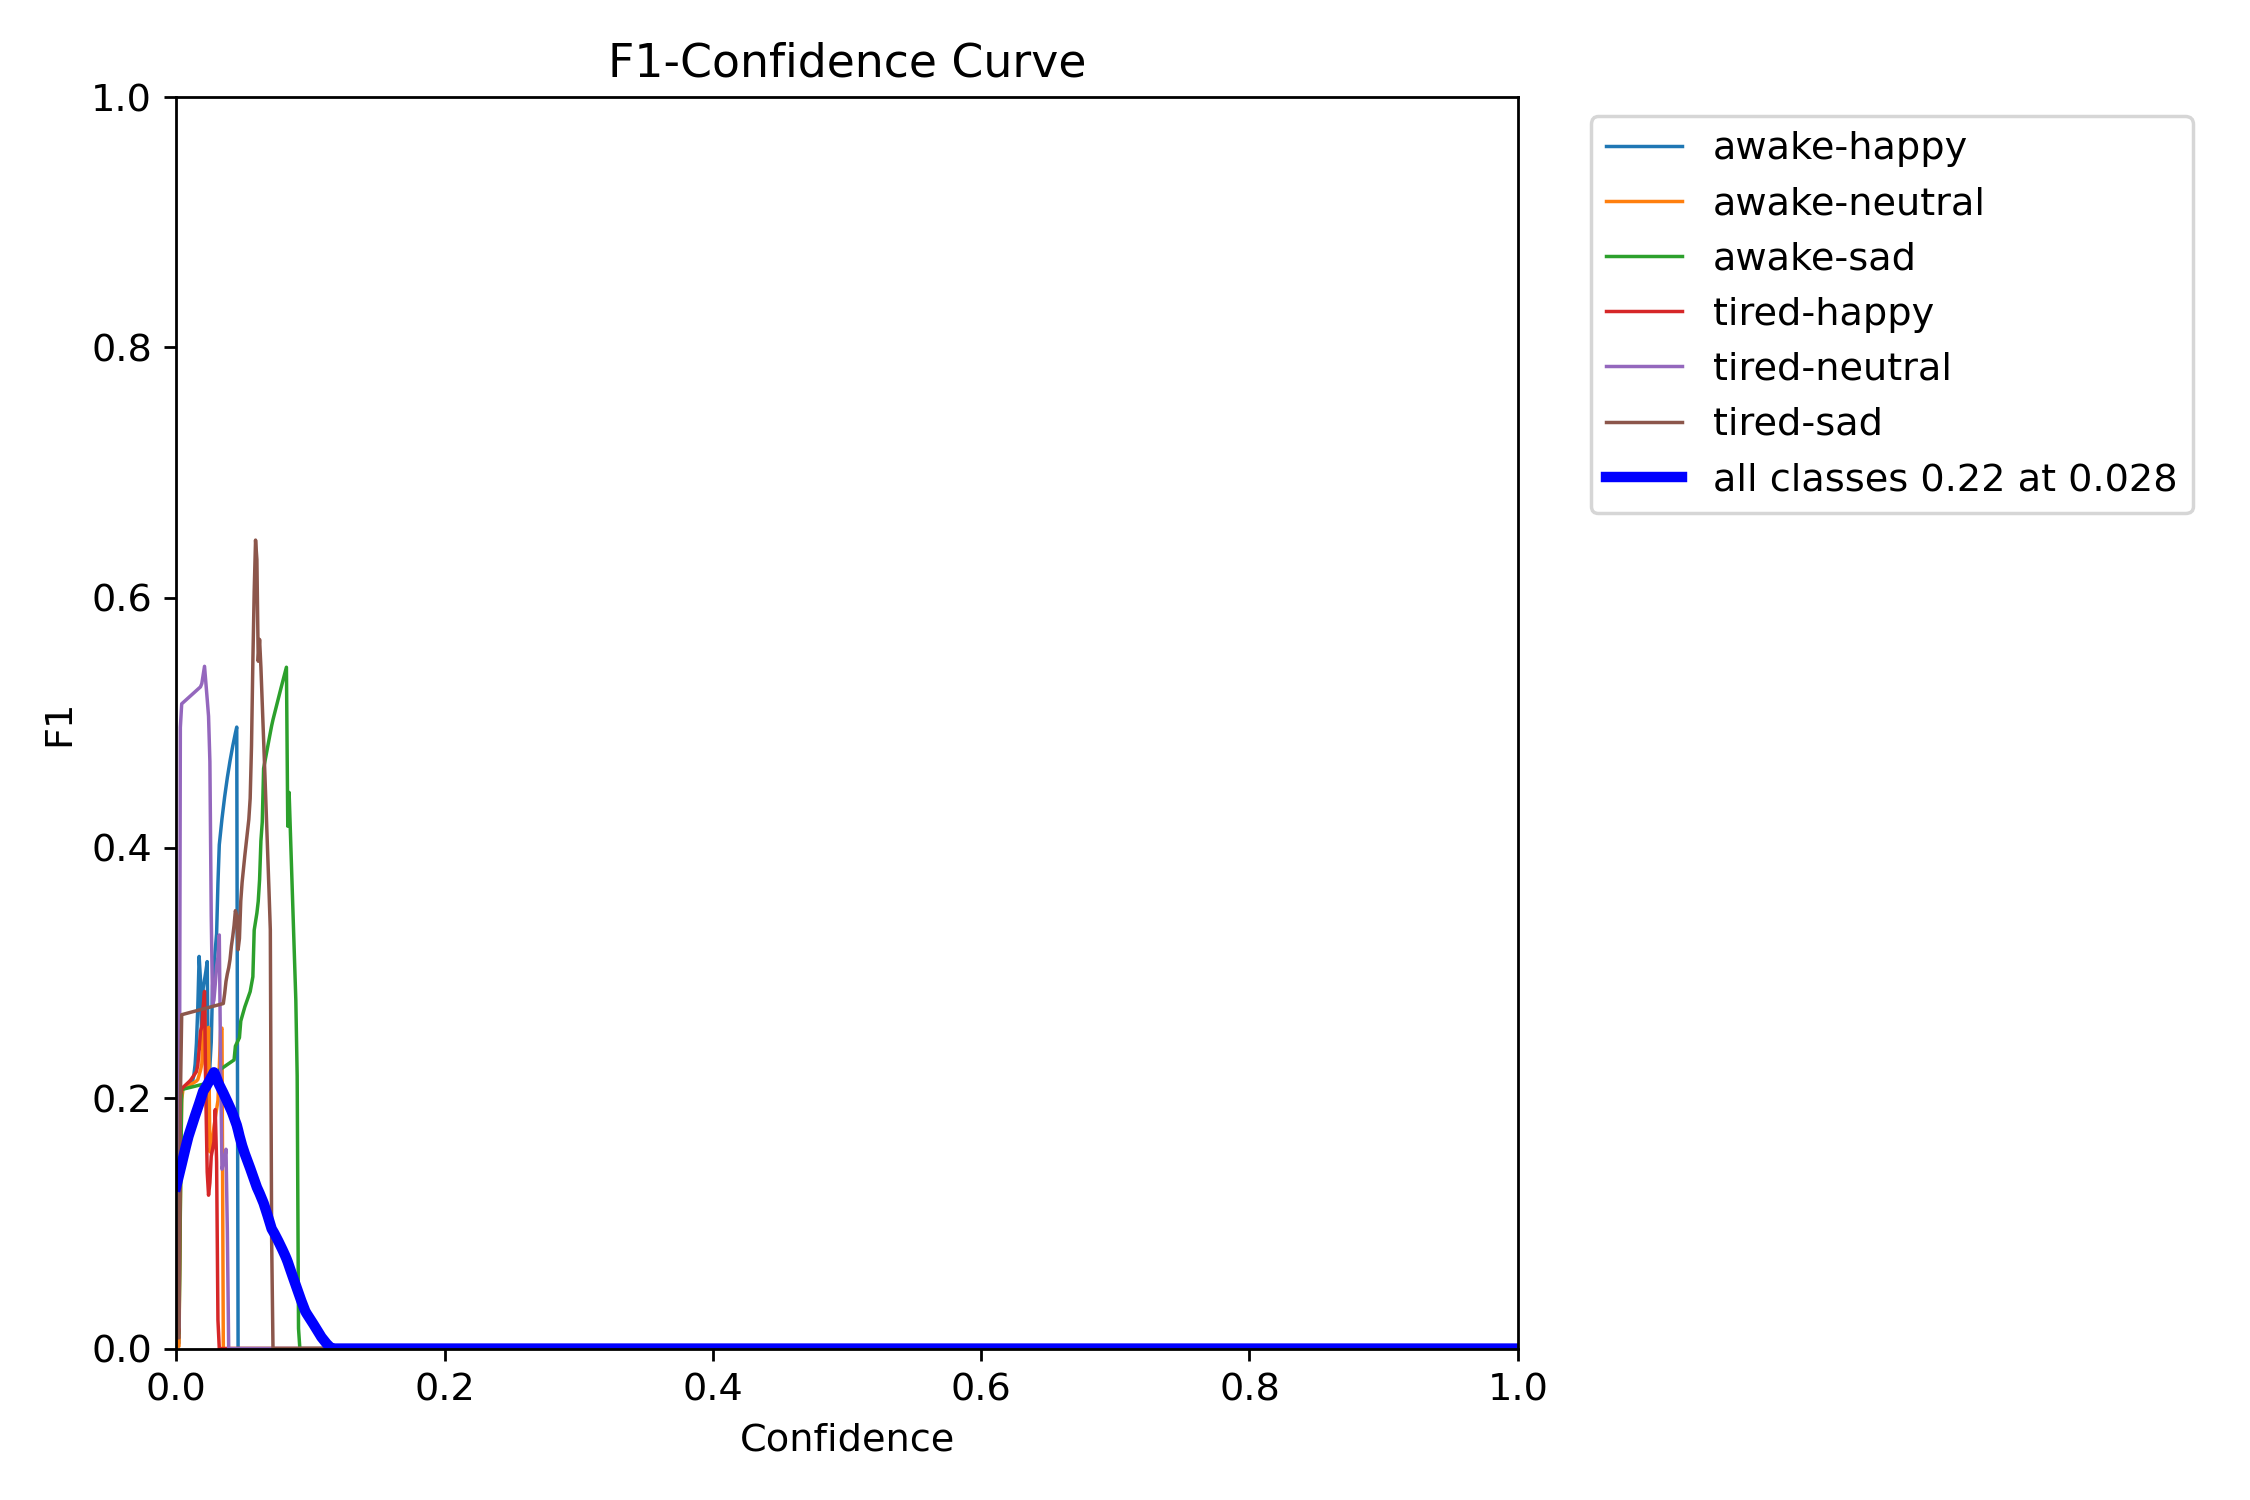 F1-Confidence Curve
1.0
0.8
0.6
0.4
0.2
0.0
F1
0.0 0.2 0.4 0.6 0.8 1.0
Confidence
awake-happy
awake-neutral
awake-sad
tired-happy
tired-neutral
tired-sad
all classes 0.22 at 0.028